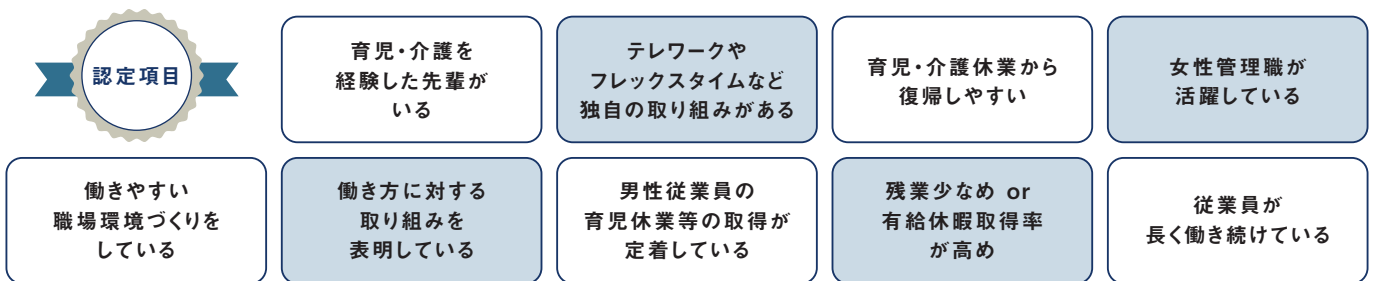 認定項目
育児・介護を
経験した先輩が
いる
テレワークや
フレックスタイムなど
独自の取り組みがある
育児・介護休業から
復帰しやすい
女性管理職が
活躍している
働きやすい
職場環境づくりを
している
働き方に対する
取り組みを
表明している
男性従業員の
育児休業等の取得が
定着している
残業少なめ or
有給休暇取得率
が高め
従業員が
長く働き続けている